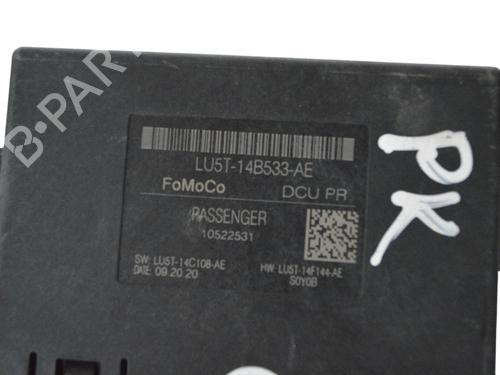 B-PARTS
LU5T-14B533-AE
FoMoCo DCU PR
PASSENGER
10522531
SW: LU5T-14C108-AE HW: LU5T-14F144-AE
DATE: 09.20.20 S0Y0B
PK